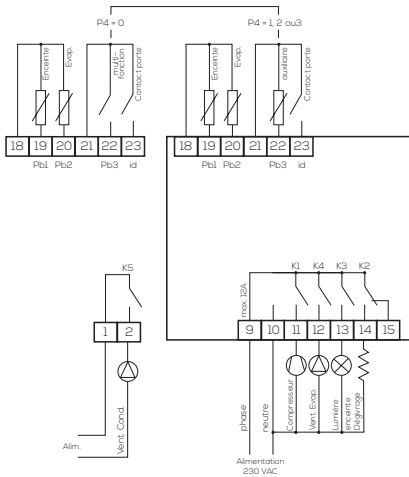 P4 = 0
P4 = 1, 2 ou3
Enceinte
Evap.
multi-
fonction
Contact porte
Enceinte
Evap.
auxiliaire
Contact porte
18 19 20 21 22 23
18 19 20 21 22 23
Pb1 Pb2 Pb3 id
Pb1 Pb2 Pb3 id
K5
max. 12A
K1 K4 K3 K2
1 2
9 10 11 12 13 14 15
Alim.
Vent. Cond.
phase
neutre
Compresseur
Vent. Evap.
Lumière
enceinte
Dégivrage
Alimentation
230 VAC